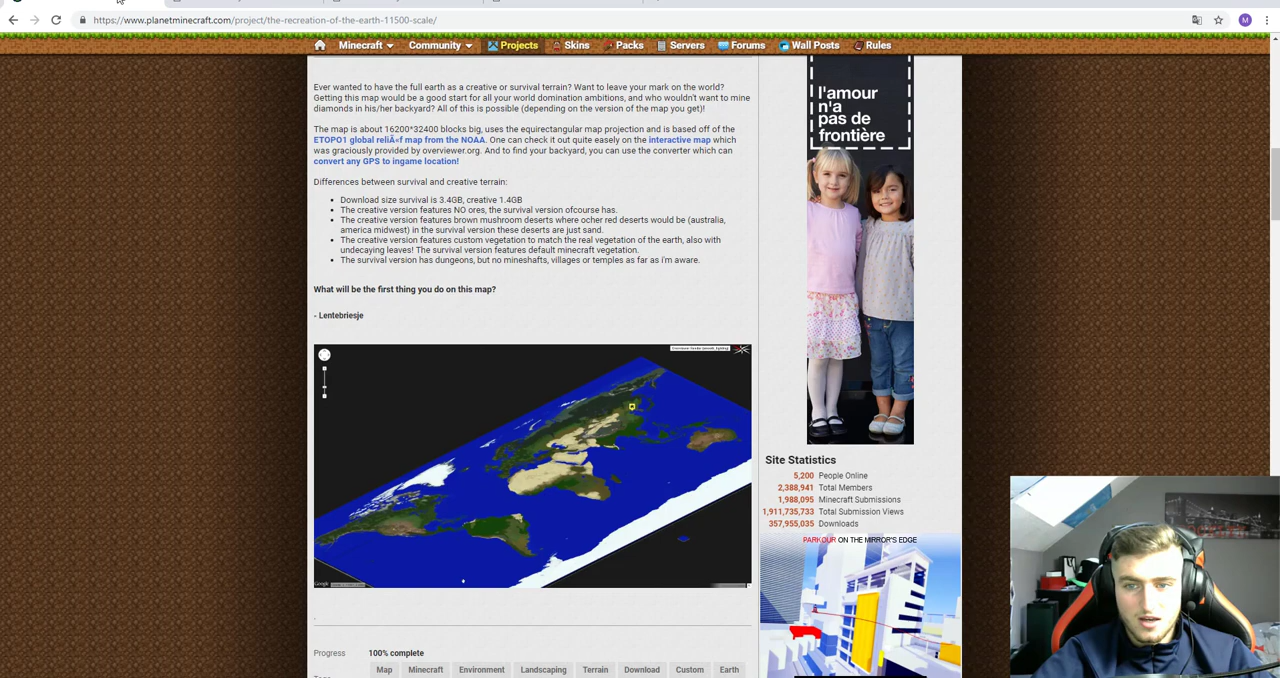 https://www.planetminecraft.com/project/the-recreation-of-the-earth-11500-scale/
M
Minecraft
Community
Projects
Skins
Packs
Servers
Forums
Wall Posts
Rules
Ever wanted to have the full earth as a creative or survival terrain? Want to leave your mark on the world?
Getting this map would be a good start for all your world domination ambitions, and who wouldn't want to mine
diamonds in his/her backyard? All of this is possible (depending on the version of the map you get)!
The map is about 16200*32400 blocks big, uses the equirectangular map projection and is based off of the
ETOPO1 global reliÃ«f map from the NOAA. One can check it out quite easely on the interactive map which
was graciously provided by overviewer.org. And to find your backyard, you can use the converter which can
convert any GPS to ingame location!
Differences between survival and creative terrain:
• Download size survival is 3.4GB, creative 1.4GB
• The creative version features NO ores, the survival version ofcourse has.
• The creative version features brown mushroom deserts where ocher red deserts would be (australia,
america midwest) in the survival version these deserts are just sand.
• The creative version features custom vegetation to match the real vegetation of the earth, also with
undecaying leaves! The survival version features default minecraft vegetation.
• The survival version has dungeons, but no mineshafts, villages or temples as far as i'm aware.
What will be the first thing you do on this map?
- Lentebriesje
Google
Progress
100% complete
Map
Minecraft
Environment
Landscaping
Terrain
Download
Custom
Earth
l'amour
n'a
pas de
frontière
Site Statistics
5,200 People Online
2,388,941 Total Members
1,988,095 Minecraft Submissions
1,911,735,733 Total Submission Views
357,955,035 Downloads
PARKOUR ON THE MIRROR'S EDGE